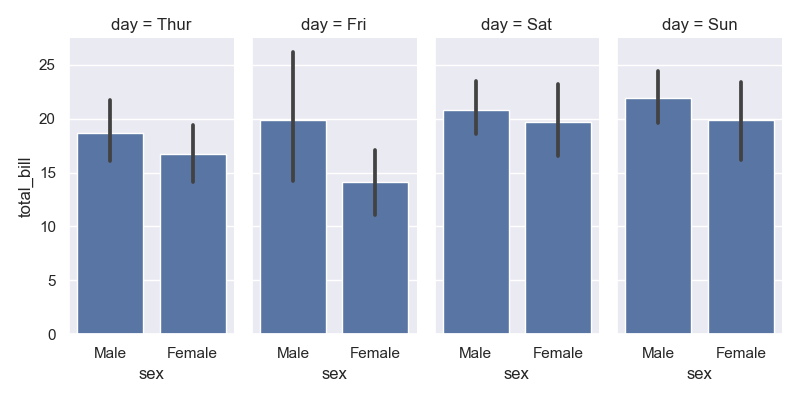 day = Thur
day = Fri
day = Sat
day = Sun
total_bill
25
20
15
10
5
0
Male Female
Male Female
Male Female
Male Female
sex
sex
sex
sex